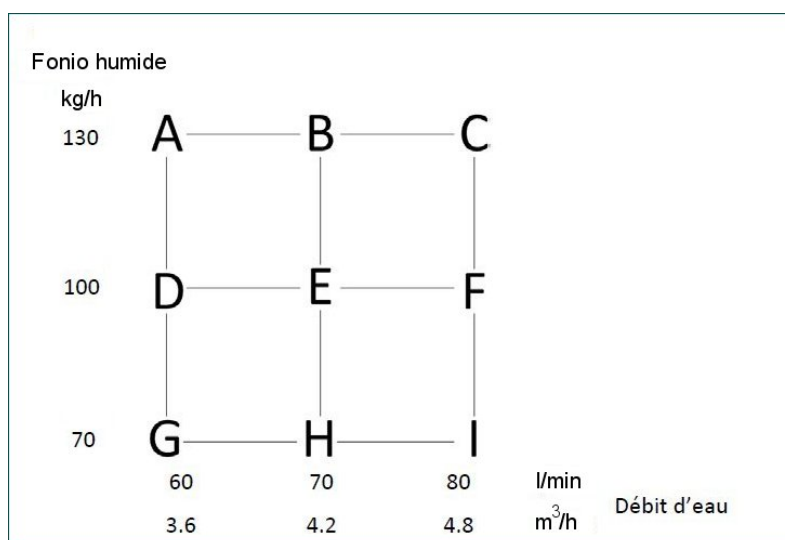 Fonio humide
kg/h
130 A B C
100 D E F
70 G H I
60 70 80 l/min
3.6 4.2 4.8 m³/h
Débit d'eau